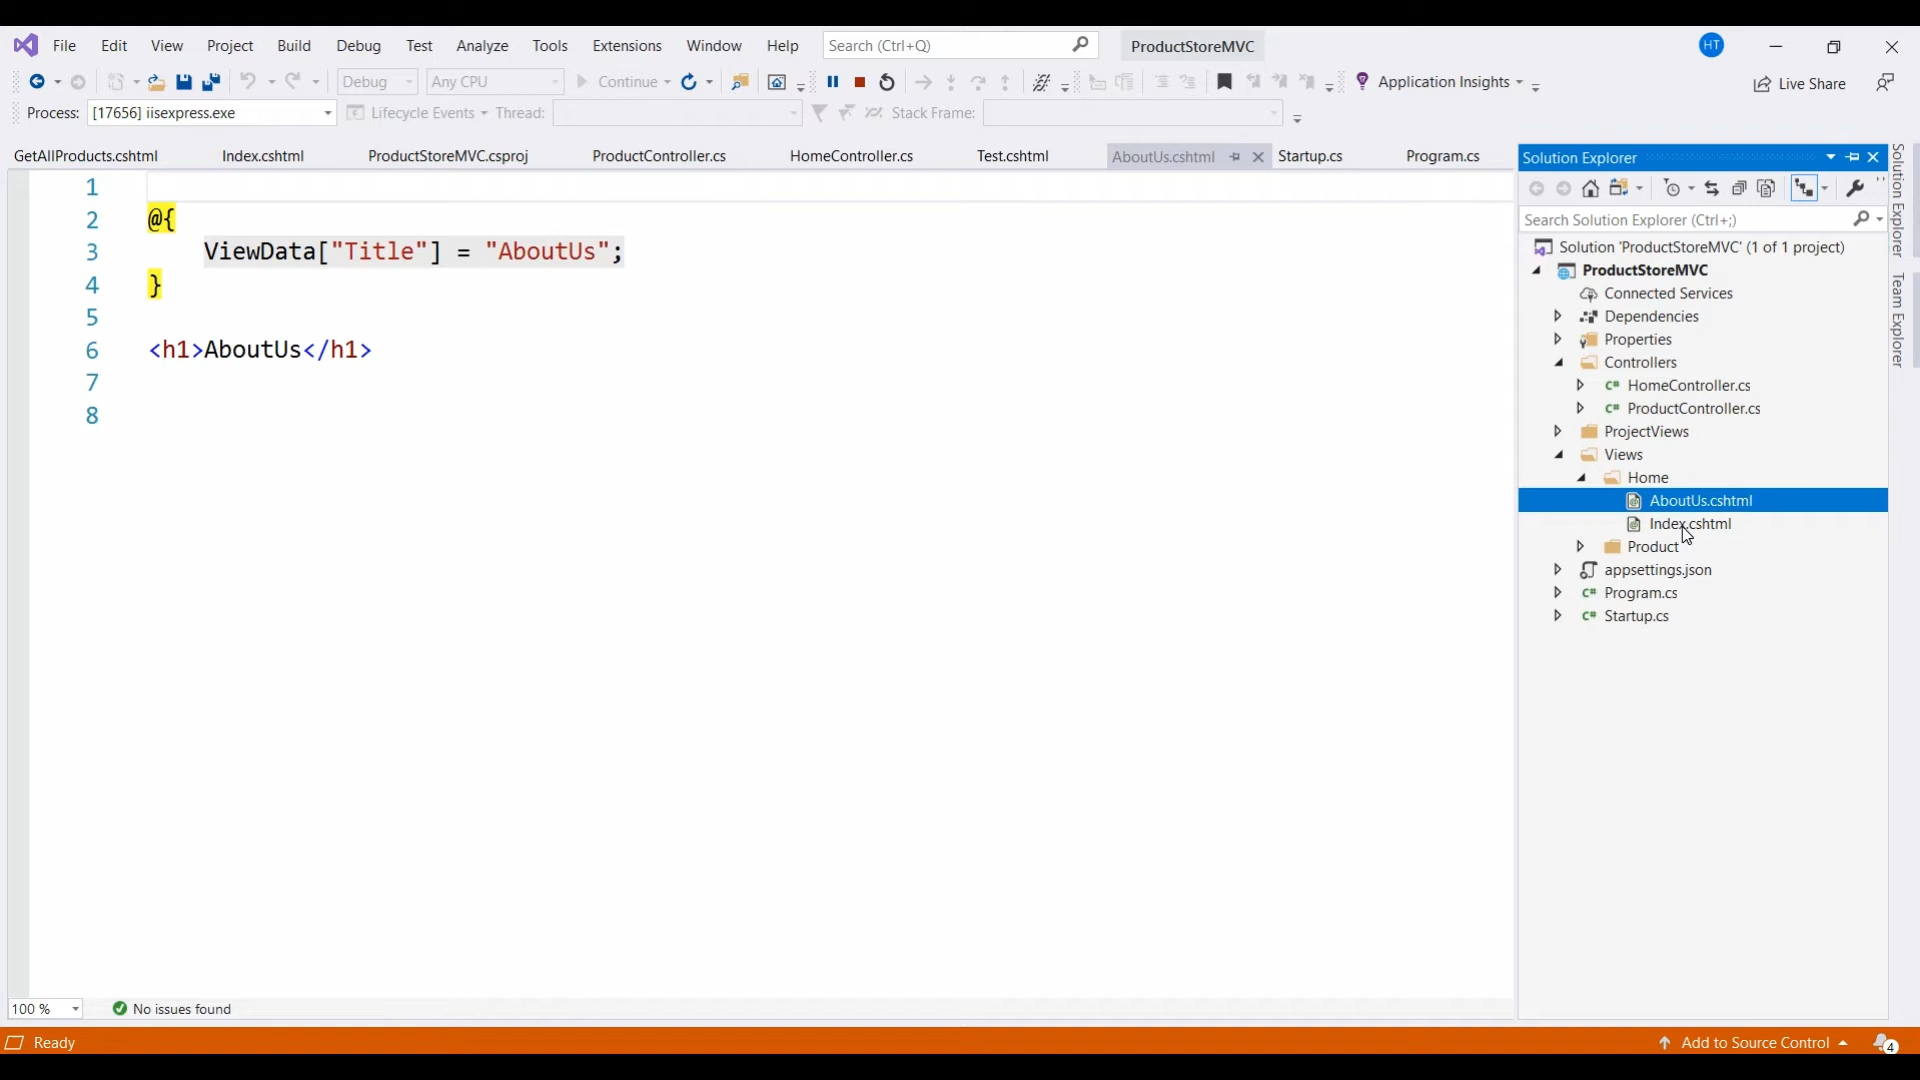 File Edit View Project Build Debug Test Analyze Tools Extensions Window Help Search (Ctrl+Q) ProductStoreMVC HT
Debug Any CPU Continue Application Insights Live Share
Process: [17656] iisexpress.exe Lifecycle Events Thread: Stack Frame:
GetAllProducts.cshtml Index.cshtml ProductStoreMVC.csproj ProductController.cs HomeController.cs Test.cshtml AboutUs.cshtml Startup.cs Program.cs
1
2 @{
3 ViewData["Title"] = "AboutUs";
4 }
5
6 <h1>AboutUs</h1>
7
8
100 % No issues found
Solution Explorer
Search Solution Explorer (Ctrl+;)
Solution 'ProductStoreMVC' (1 of 1 project)
ProductStoreMVC
Connected Services
Dependencies
Properties
Controllers
C# HomeController.cs
C# ProductController.cs
ProjectViews
Views
Home
AboutUs.cshtml
Index.cshtml
Product
appsettings.json
C# Program.cs
C# Startup.cs
Solution Explorer
Team Explorer
Ready Add to Source Control 4